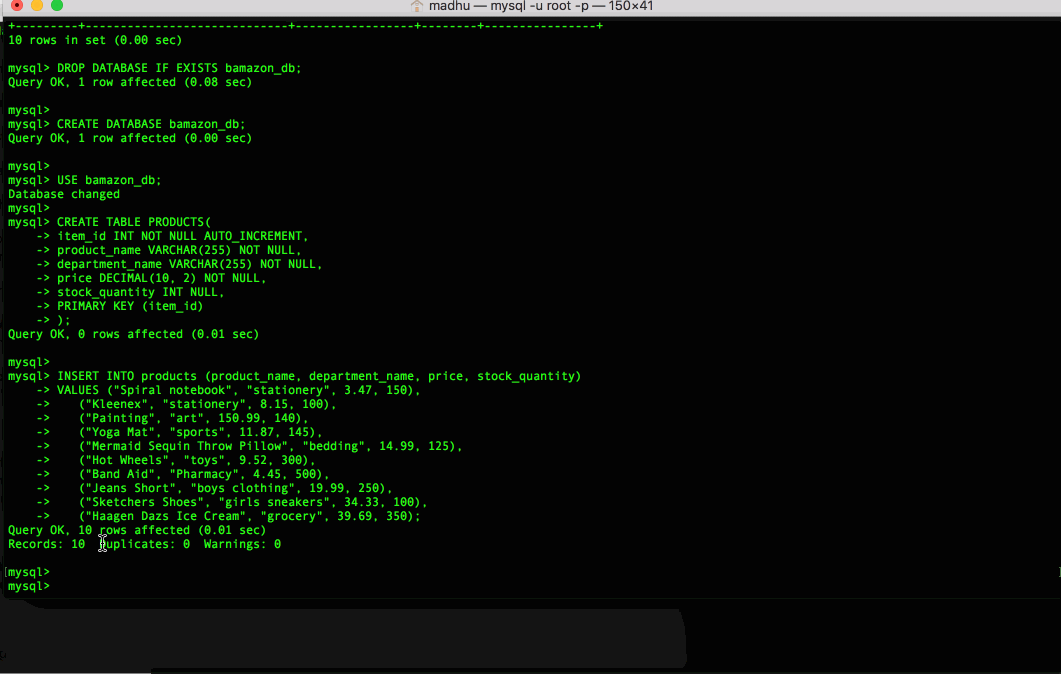 madhu — mysql -u root -p — 150×41
+---------+-----------------------------+-----------------+--------+----------------+
10 rows in set (0.00 sec)
mysql> DROP DATABASE IF EXISTS bamazon_db;
Query OK, 1 row affected (0.08 sec)
mysql>
mysql> CREATE DATABASE bamazon_db;
Query OK, 1 row affected (0.00 sec)
mysql>
mysql> USE bamazon_db;
Database changed
mysql>
mysql> CREATE TABLE PRODUCTS(
    -> item_id INT NOT NULL AUTO_INCREMENT,
    -> product_name VARCHAR(255) NOT NULL,
    -> department_name VARCHAR(255) NOT NULL,
    -> price DECIMAL(10, 2) NOT NULL,
    -> stock_quantity INT NULL,
    -> PRIMARY KEY (item_id)
    -> );
Query OK, 0 rows affected (0.01 sec)
mysql>
mysql> INSERT INTO products (product_name, department_name, price, stock_quantity)
    -> VALUES ("Spiral notebook", "stationery", 3.47, 150),
    ->    ("Kleenex", "stationery", 8.15, 100),
    ->    ("Painting", "art", 150.99, 140),
    ->    ("Yoga Mat", "sports", 11.87, 145),
    ->    ("Mermaid Sequin Throw Pillow", "bedding", 14.99, 125),
    ->    ("Hot Wheels", "toys", 9.52, 300),
    ->    ("Band Aid", "Pharmacy", 4.45, 500),
    ->    ("Jeans Short", "boys clothing", 19.99, 250),
    ->    ("Sketchers Shoes", "girls sneakers", 34.33, 100),
    ->    ("Haagen Dazs Ice Cream", "grocery", 39.69, 350);
Query OK, 10 rows affected (0.01 sec)
Records: 10  Duplicates: 0  Warnings: 0
[mysql> ]
mysql>